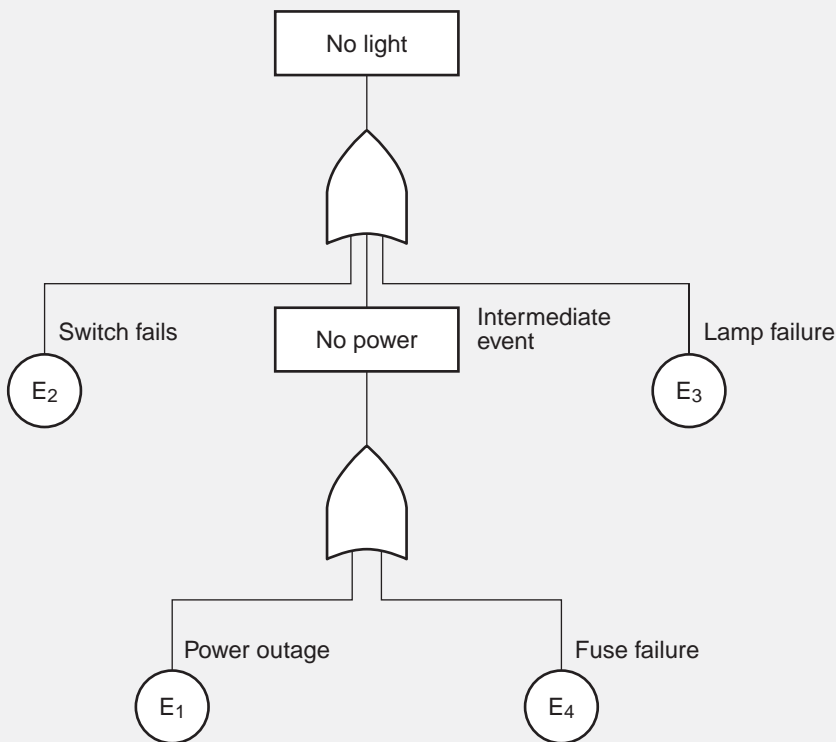 No light
Switch fails
No power
Intermediate
event
Lamp failure
E2
E3
Power outage
Fuse failure
E1
E4